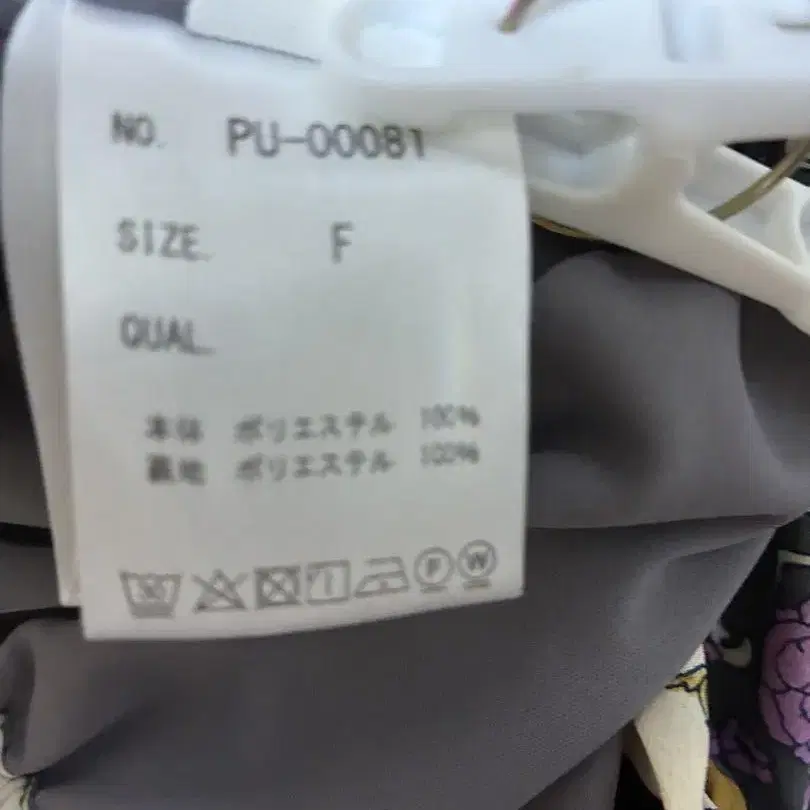 NO. PU-00081
SIZE. F
QUAL.
本体 ポリエステル 100%
裏地 ポリエステル 100%
F W